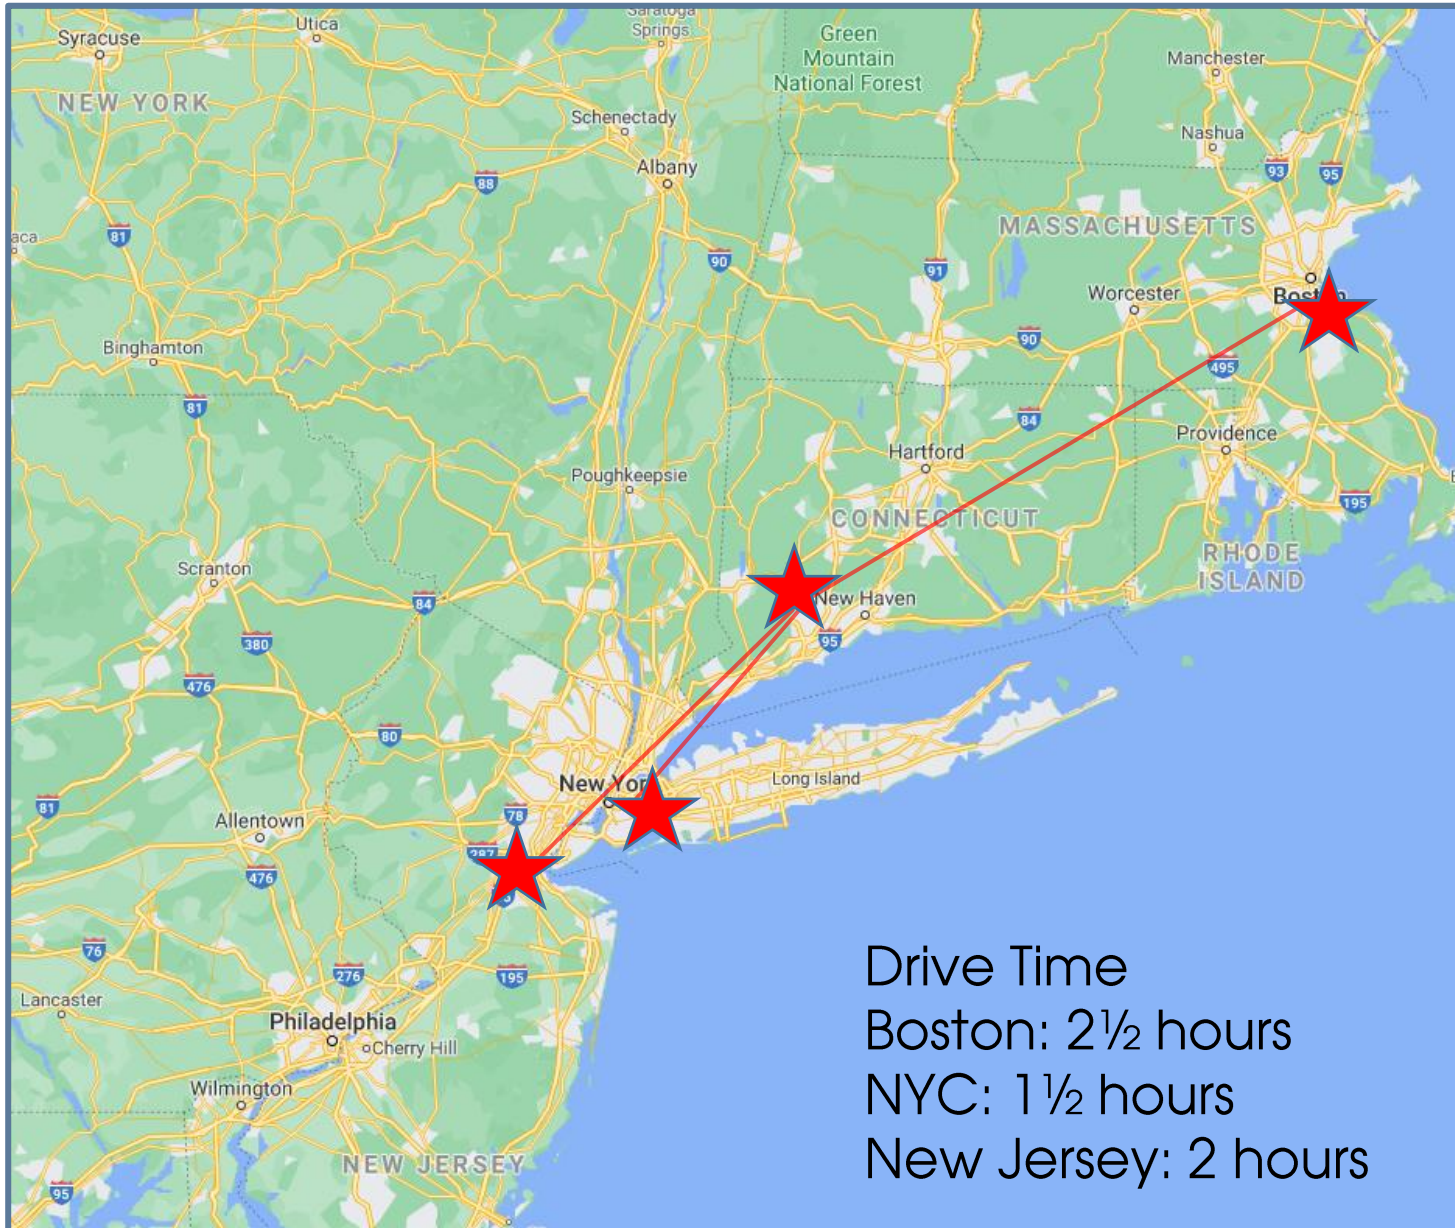 Saratoga
Springs
Utica
Syracuse
Green
Mountain
National Forest
Manchester
NEW YORK
Schenectady
Nashua
Albany
93
95
88
MASSACHUSETTS
81
aca
90
91
Worcester
Boston
90
Binghamton
495
81
84
Providence
Hartford
Poughkeepsie
195
CONNECTICUT
RHODE
ISLAND
Scranton
New Haven
84
95
380
476
80
New York
Long Island
81
78
Allentown
287
476
76
276
195
Lancaster
Philadelphia
Cherry Hill
Wilmington
NEW JERSEY
95
Drive Time
Boston: 2½ hours
NYC: 1½ hours
New Jersey: 2 hours